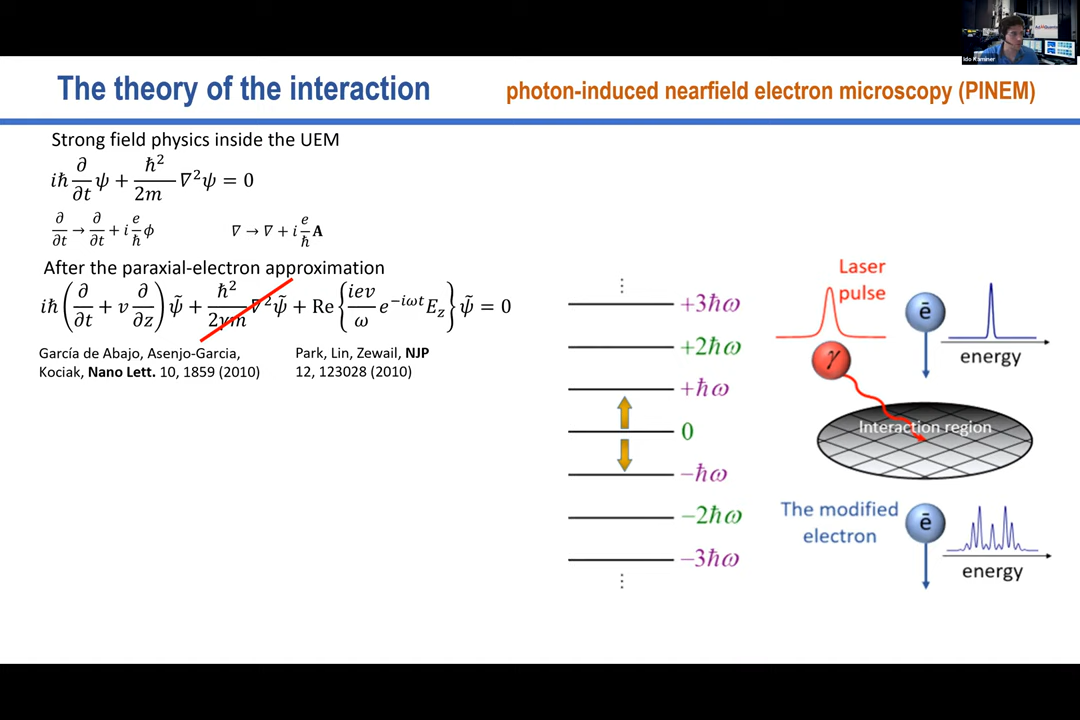 Ido Kaminer
The theory of the interaction
photon-induced nearfield electron microscopy (PINEM)
Strong field physics inside the UEM
iħ ∂/∂t ψ + ħ²/2m ∇²ψ = 0
∂/∂t → ∂/∂t + i e/ħ ϕ
∇ → ∇ + i e/ħ A
After the paraxial-electron approximation
iħ (∂/∂t + v ∂/∂z) ψ̃ + ħ²/2γm ∇²ψ̃ + Re {iev/ω e^{−iωt} E_z} ψ̃ = 0
García de Abajo, Asenjo-Garcia,
Kociak, Nano Lett. 10, 1859 (2010)
Park, Lin, Zewail, NJP
12, 123028 (2010)
⋮
+3ħω
+2ħω
+ħω
0
−ħω
−2ħω
−3ħω
⋮
Laser
pulse
γ
ē
energy
Interaction region
The modified
electron
ē
energy